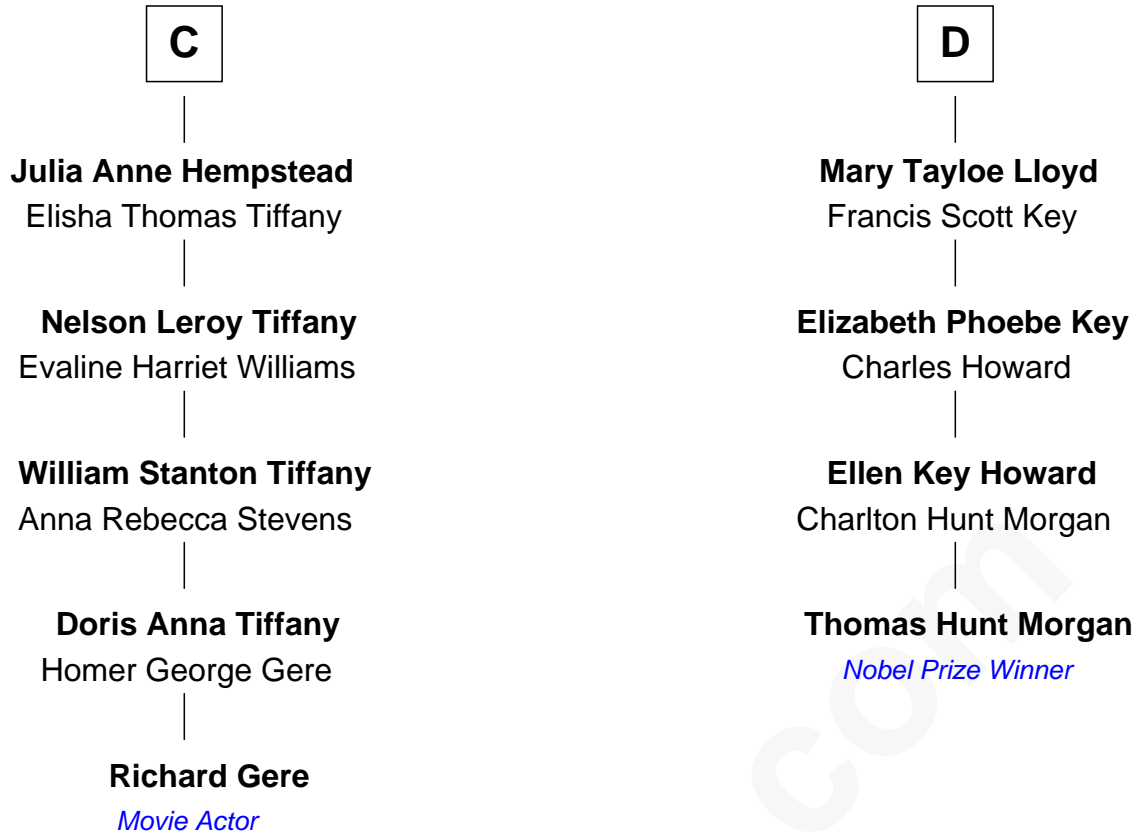 C
Julia Anne Hempstead
Elisha Thomas Tiffany
Nelson Leroy Tiffany
Evaline Harriet Williams
William Stanton Tiffany
Anna Rebecca Stevens
Doris Anna Tiffany
Homer George Gere
Richard Gere
Movie Actor
D
Mary Tayloe Lloyd
Francis Scott Key
Elizabeth Phoebe Key
Charles Howard
Ellen Key Howard
Charlton Hunt Morgan
Thomas Hunt Morgan
Nobel Prize Winner
com